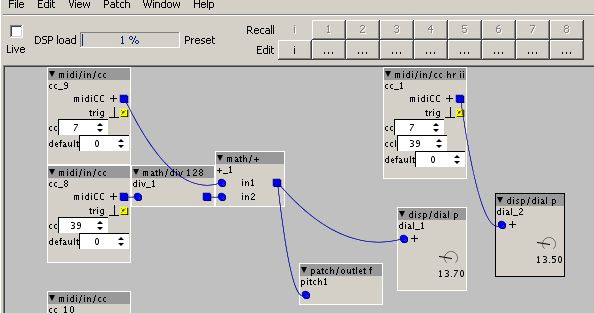 File Edit View Patch Window Help
Live
DSP load 1 % Preset
Recall i 1 2 3 4 5 6 7 8
Edit i ... ... ... ... ... ... ... ...
midi/in/cc
cc_9
midiCC +
trig
cc 7
default 0
midi/in/cc
cc_8
midiCC +
trig
cc 39
default 0
math/div 128
div_1
math/+
+_1
in1
in2
midi/in/cc hr ii
cc_1
midiCC +
trig
cc 7
ccl 39
default 0
disp/dial p
dial_1
+
13.70
disp/dial p
dial_2
+
13.50
patch/outlet f
pitch1
midi/in/cc
cc_10